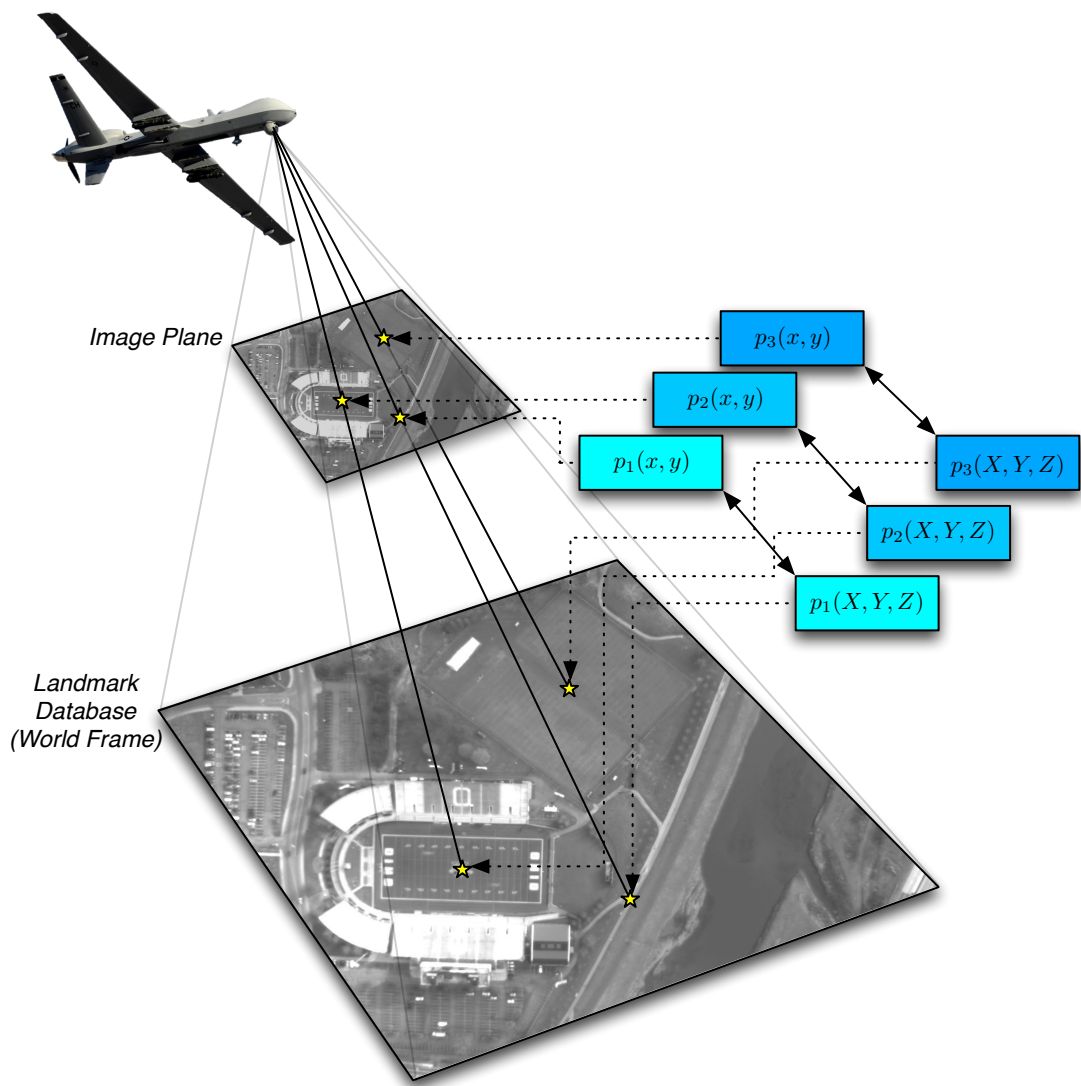 Image Plane
p₃(x, y)
p₂(x, y)
p₁(x, y)
p₃(X, Y, Z)
p₂(X, Y, Z)
p₁(X, Y, Z)
Landmark
Database
(World Frame)